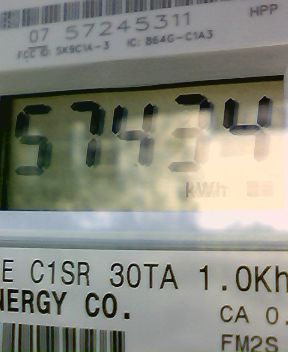 HPP
07 57245311
FCC ID: SK9C1A-3 IC: 864G-C1A3
57434
kWh
E C1SR 30TA 1.0Kh
NERGY CO.
CA 0.
FM2S